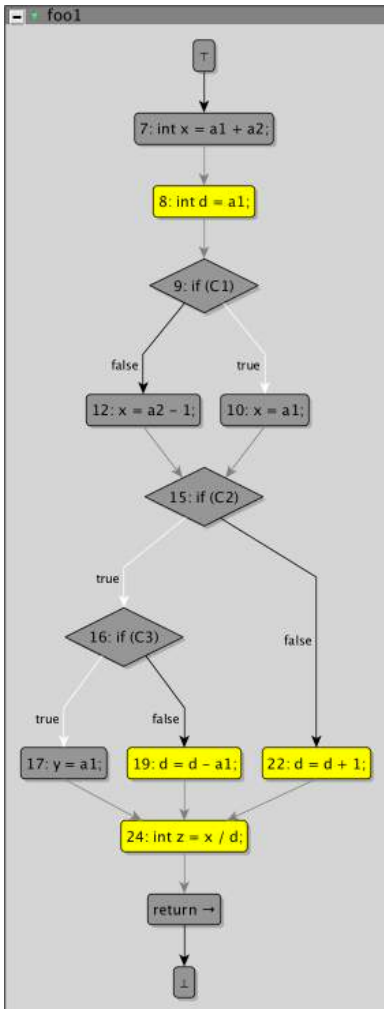 foo1
⊤
7: int x = a1 + a2;
8: int d = a1;
9: if (C1)
false
true
12: x = a2 - 1;
10: x = a1;
15: if (C2)
true
false
16: if (C3)
true
false
17: y = a1;
19: d = d - a1;
22: d = d + 1;
24: int z = x / d;
return →
⊥